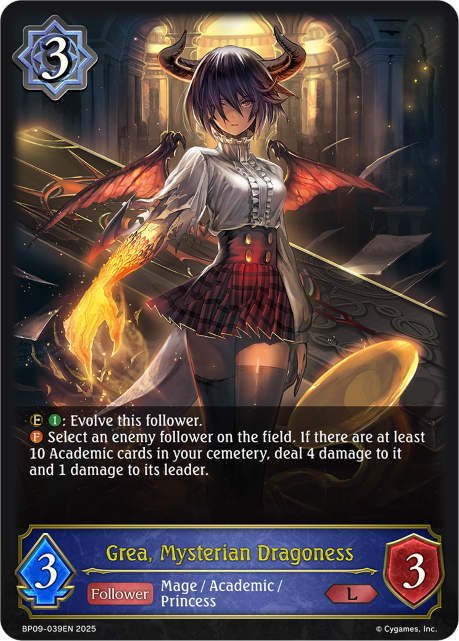 3
E 1: Evolve this follower.
F Select an enemy follower on the field. If there are at least
10 Academic cards in your cemetery, deal 4 damage to it
and 1 damage to its leader.
Grea, Mysterian Dragoness
3
Follower
Mage / Academic /
Princess
L
3
BP09-039EN 2025
© Cygames, Inc.